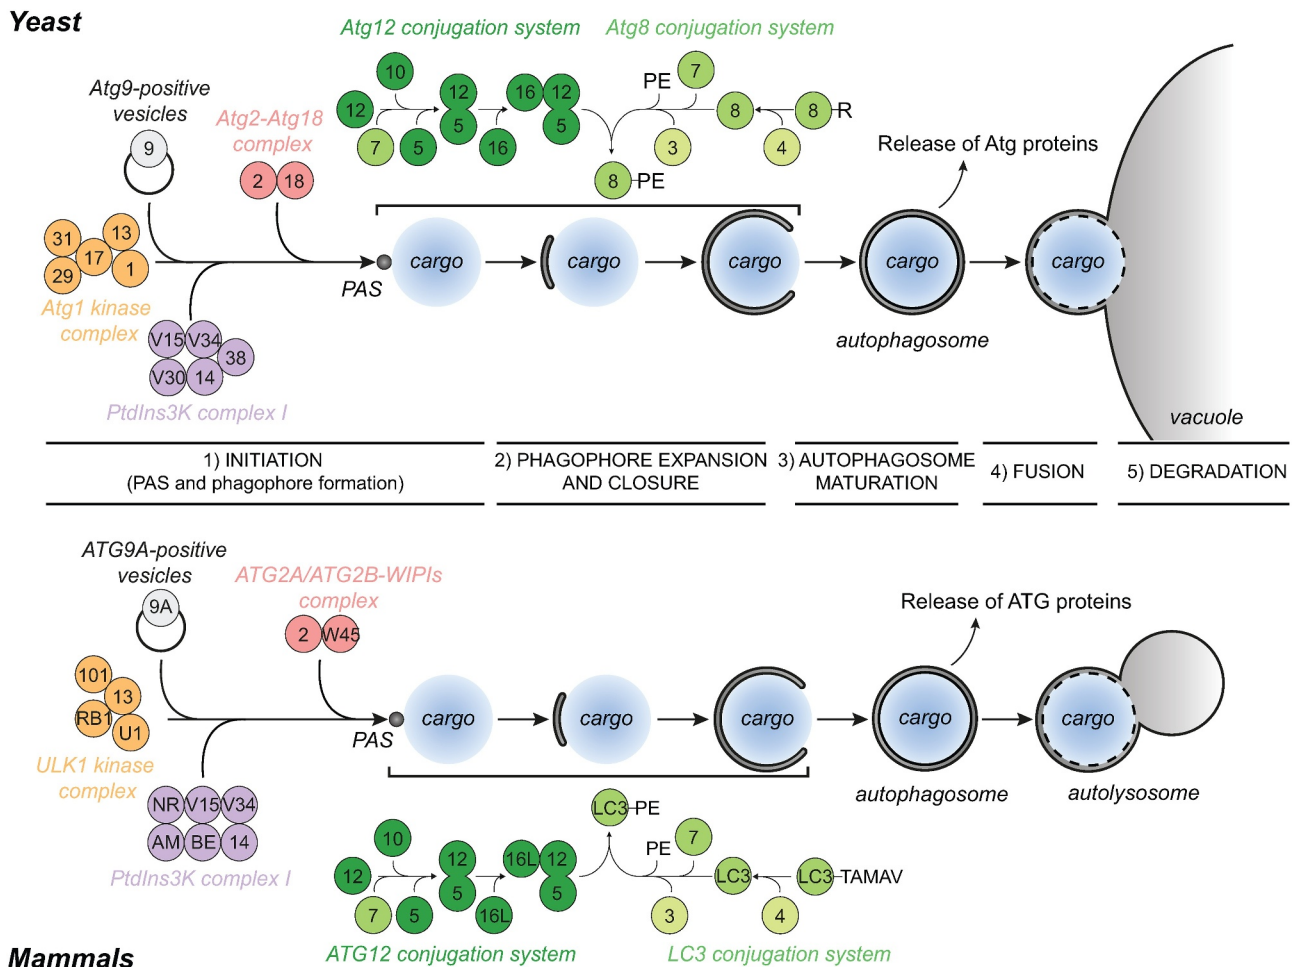 Yeast
Atg12 conjugation system
Atg8 conjugation system
Atg9-positive
vesicles
9
Atg2-Atg18
complex
2 18
10
12
7
5
12
5
16
16 12
5
PE
7
8
8 R
3
4
8 PE
Release of Atg proteins
31
13
17
29
1
Atg1 kinase
complex
V15 V34
38
V30 14
PtdIns3K complex I
PAS
cargo
cargo
cargo
cargo
cargo
autophagosome
vacuole
1) INITIATION
(PAS and phagophore formation)
2) PHAGOPHORE EXPANSION
AND CLOSURE
3) AUTOPHAGOSOME
MATURATION
4) FUSION
5) DEGRADATION
ATG9A-positive
vesicles
9A
ATG2A/ATG2B-WIPIs
complex
2 W45
Release of ATG proteins
101
13
RB1
U1
ULK1 kinase
complex
NR V15 V34
AM BE 14
PtdIns3K complex I
PAS
cargo
cargo
cargo
cargo
cargo
autophagosome
autolysosome
LC3 PE
10
12
7
5
12
5
16L
16L 12
5
PE
7
LC3
LC3 TAMAV
3
4
ATG12 conjugation system
LC3 conjugation system
Mammals